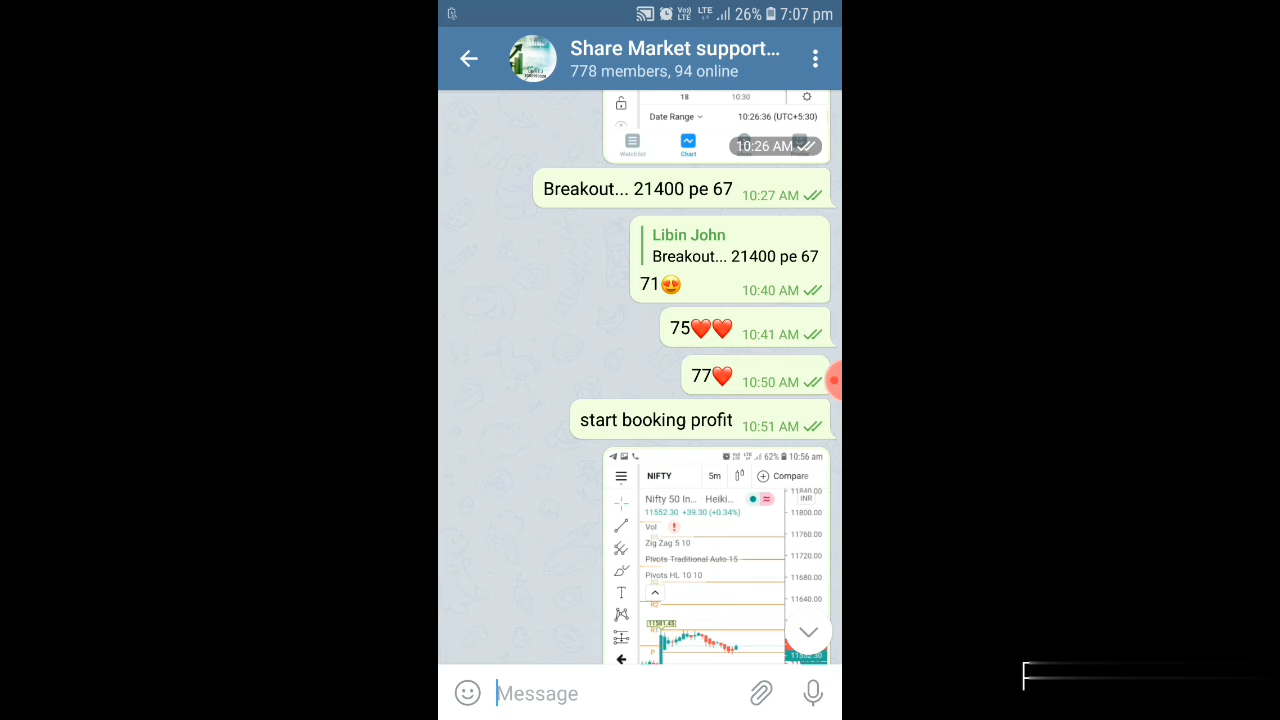 26% 7:07 pm
Share Market support...
778 members, 94 online
18 10:30
Date Range 10:26:36 (UTC+5:30)
Watchlist Chart
10:26 AM
Breakout... 21400 pe 67 10:27 AM
Libin John
Breakout... 21400 pe 67
71😍 10:40 AM
75❤️❤️ 10:41 AM
77❤️ 10:50 AM
start booking profit 10:51 AM
62% 10:56 am
NIFTY 5m Compare
11840.00
Nifty 50 In... Heiki... INR
11552.30 +39.30 (+0.34%) 11800.00
Vol
11760.00
Zig Zag 5 10
Pivots Traditional Auto 15 11720.00
Pivots HL 10 10 11680.00
11640.00
R2
R1
P
Message